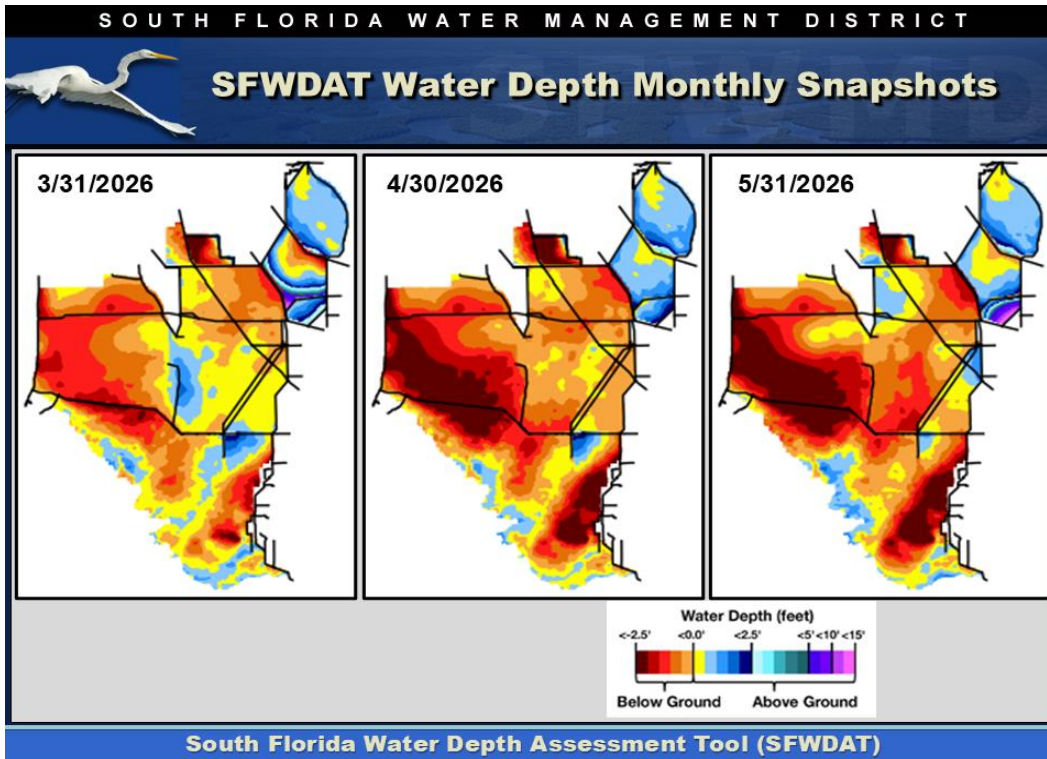 SOUTH FLORIDA WATER MANAGEMENT DISTRICT
SFWDAT Water Depth Monthly Snapshots
3/31/2026
4/30/2026
5/31/2026
Water Depth (feet)
<-2.5' <0.0' <2.5' <5' <10' <15'
Below Ground Above Ground
South Florida Water Depth Assessment Tool (SFWDAT)